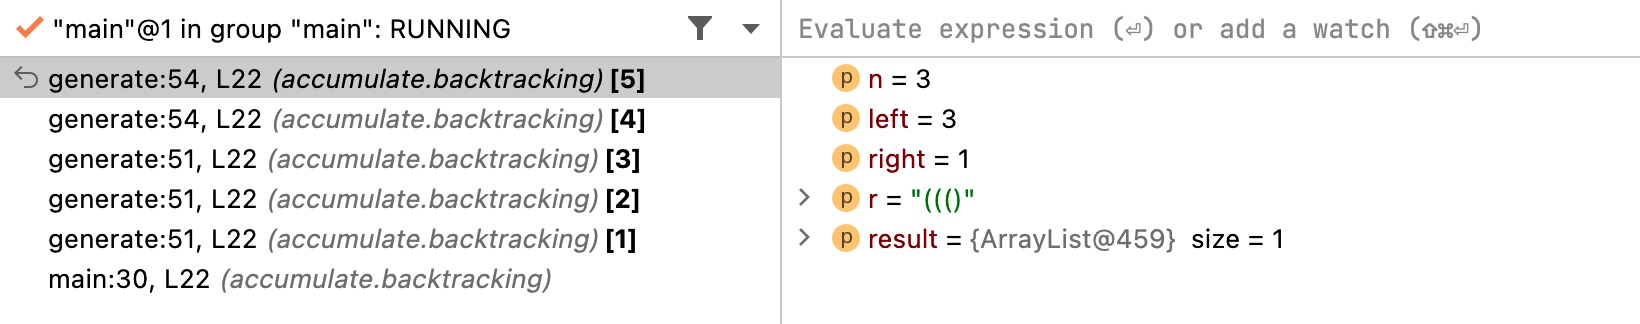 "main"@1 in group "main": RUNNING
Evaluate expression (⏎) or add a watch (⇧⌘⏎)
generate:54, L22 (accumulate.backtracking) [5]
generate:54, L22 (accumulate.backtracking) [4]
generate:51, L22 (accumulate.backtracking) [3]
generate:51, L22 (accumulate.backtracking) [2]
generate:51, L22 (accumulate.backtracking) [1]
main:30, L22 (accumulate.backtracking)
p n = 3
p left = 3
p right = 1
p r = "((()"
p result = {ArrayList@459} size = 1